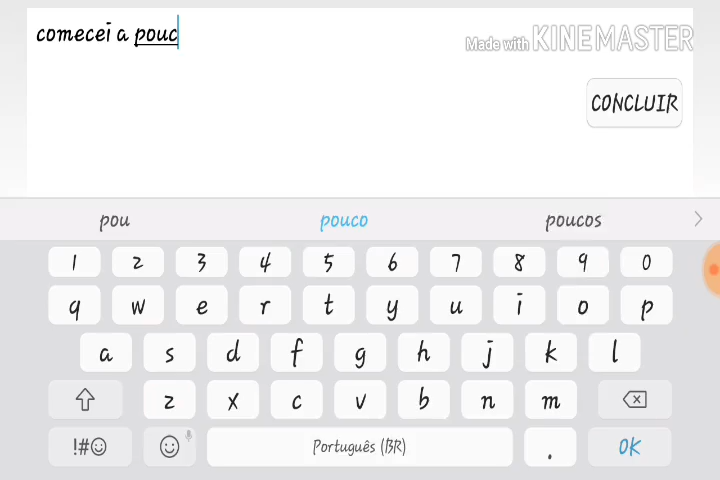 comecei a pouc
Made with KINEMASTER
CONCLUIR
pou pouco poucos
1 2 3 4 5 6 7 8 9 0
q w e r t y u i o p
a s d f g h j k l
z x c v b n m
!#☺ Português (BR) . OK